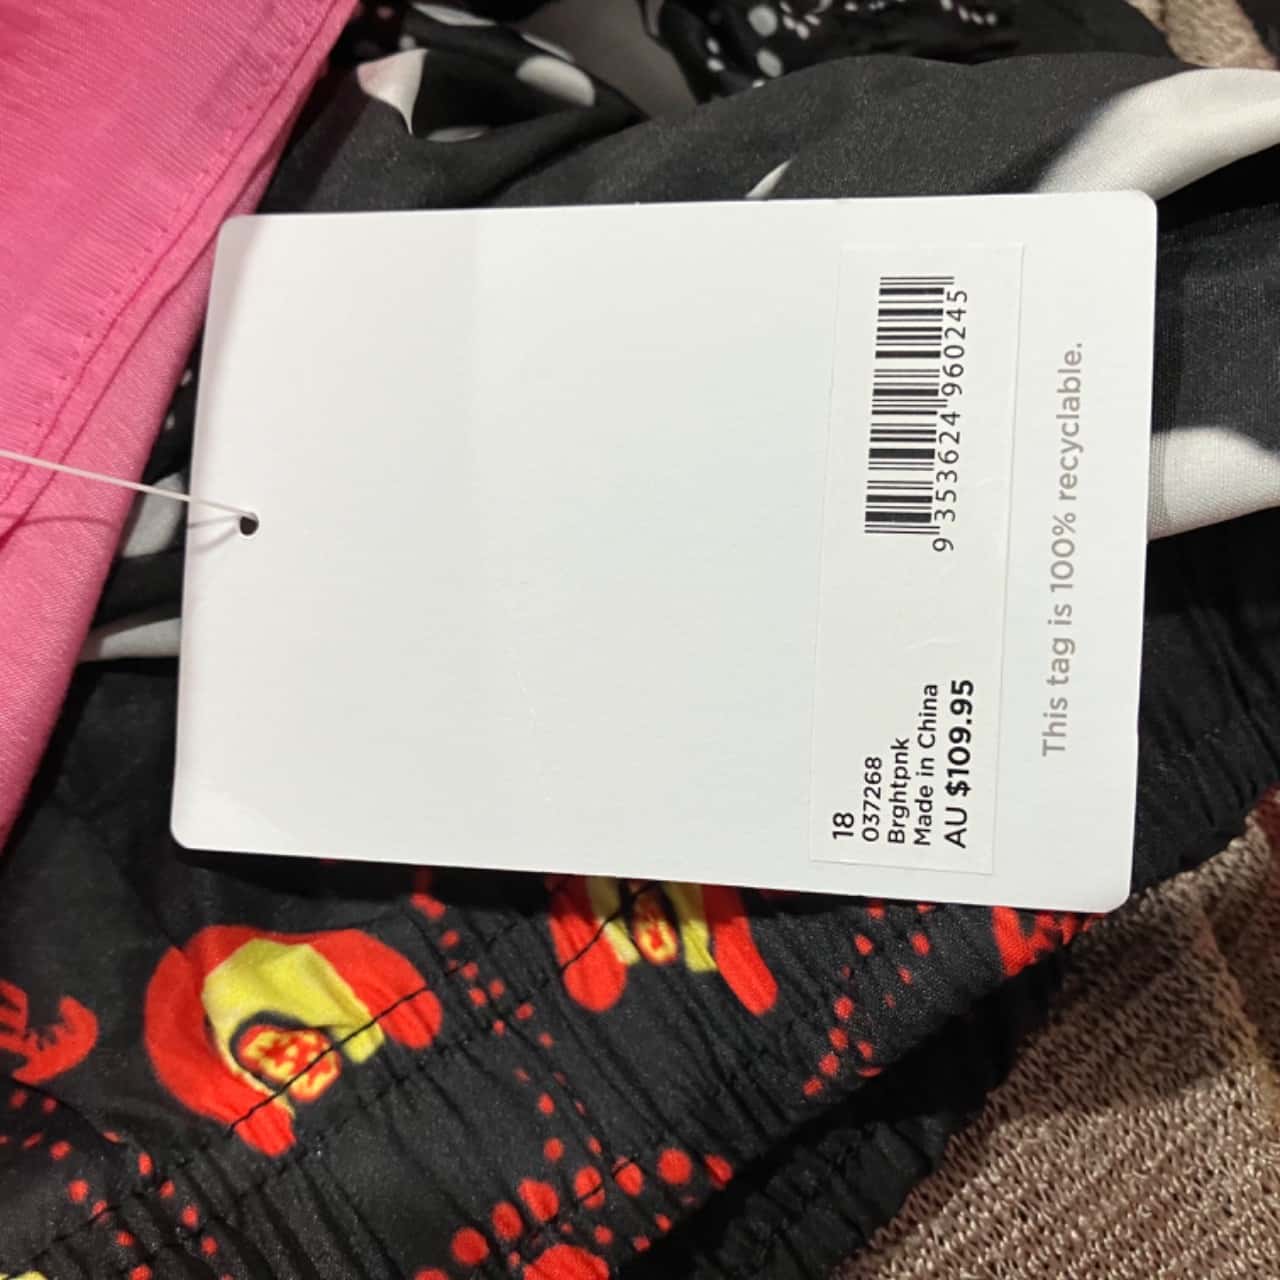 9 353624 960245
18
037268
Brghtpnk
Made in China
AU $109.95
This tag is 100% recyclable.